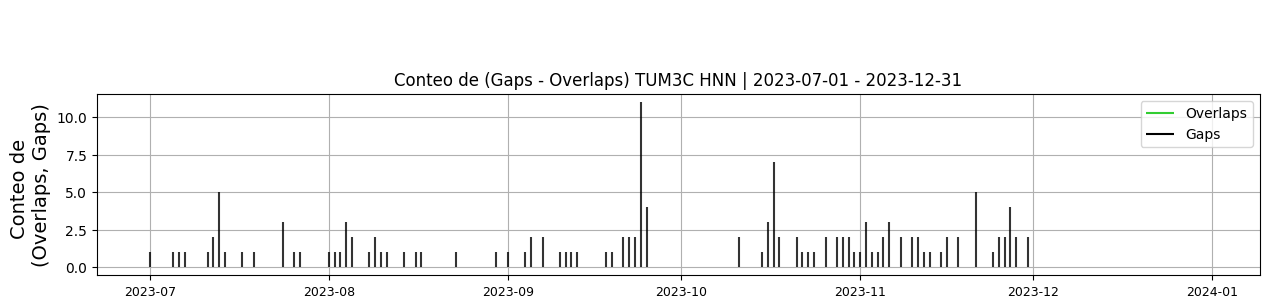 Conteo de (Gaps - Overlaps) TUM3C HNN | 2023-07-01 - 2023-12-31
Conteo de
(Overlaps, Gaps)
10.0
7.5
5.0
2.5
0.0
Overlaps
Gaps
2023-07
2023-08
2023-09
2023-10
2023-11
2023-12
2024-01